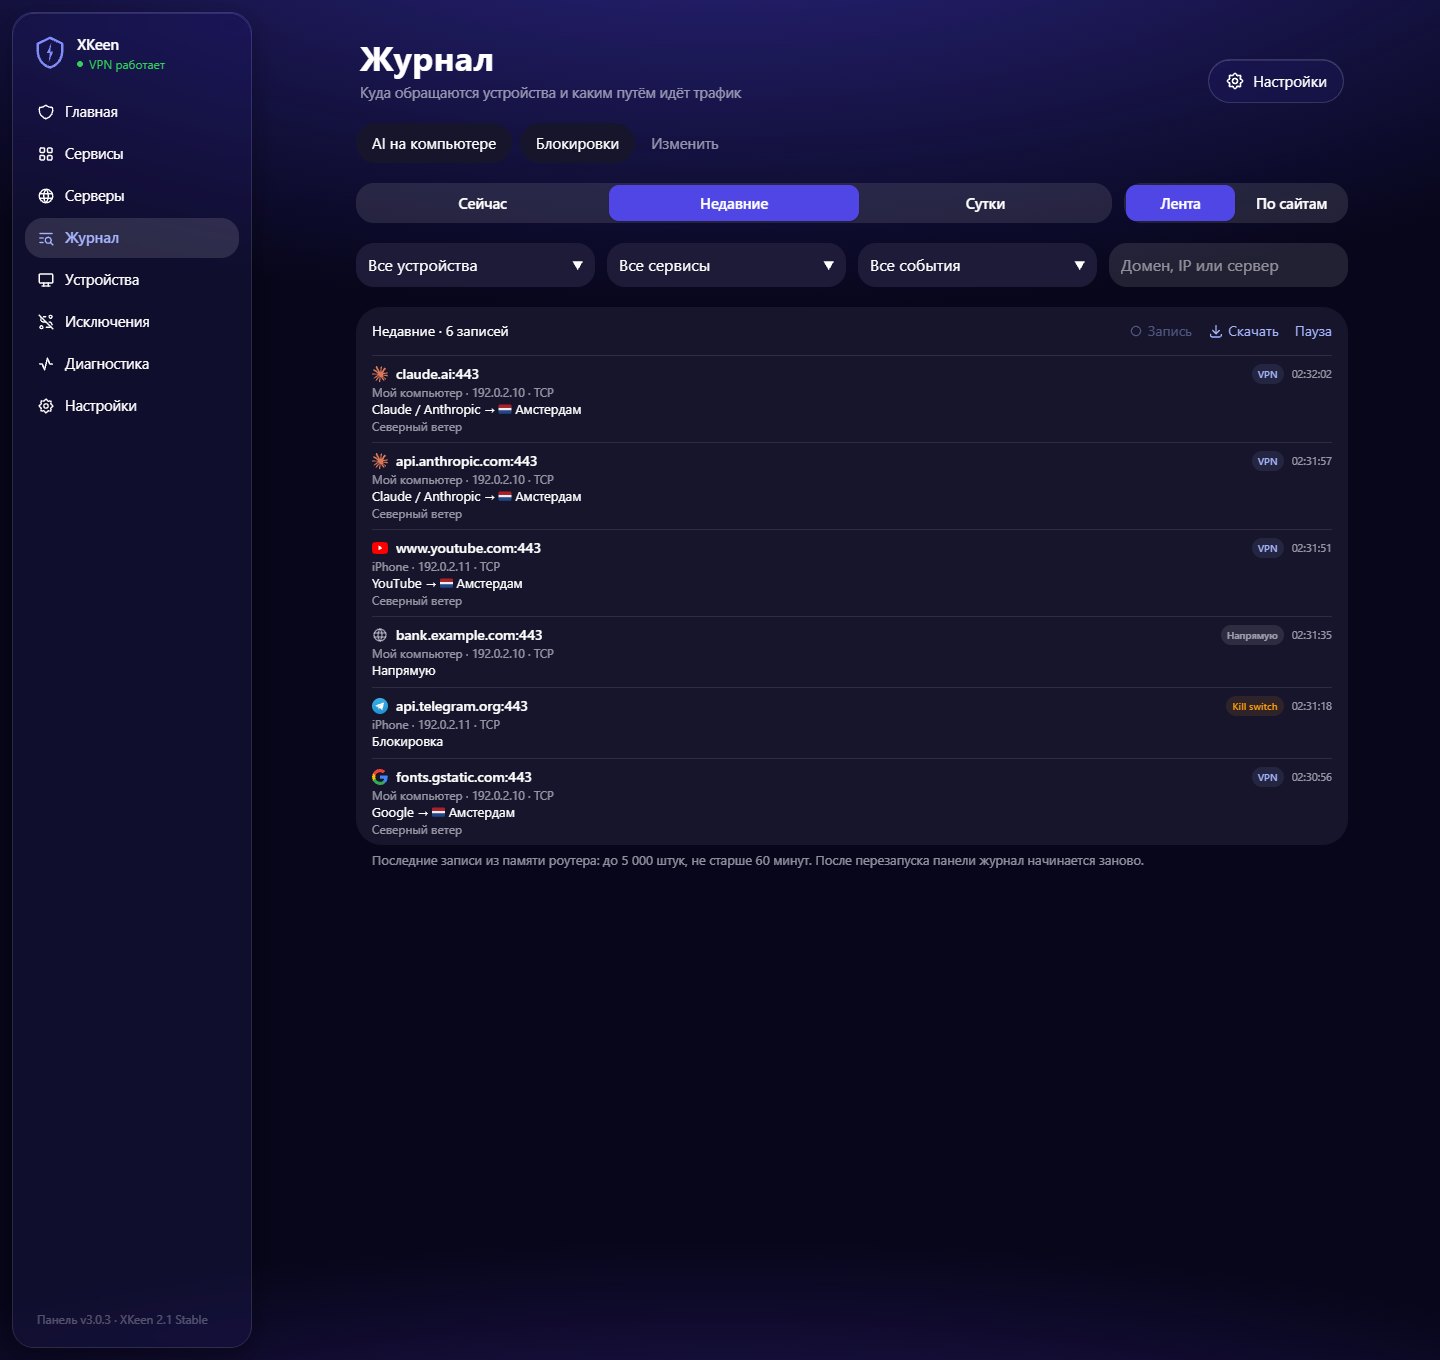 XKeen
VPN работает
Главная
Сервисы
Серверы
Журнал
Устройства
Исключения
Диагностика
Настройки
Панель v3.0.3 · XKeen 2.1 Stable
Журнал
Куда обращаются устройства и каким путём идёт трафик
Настройки
AI на компьютере Блокировки Изменить
Сейчас Недавние Сутки Лента По сайтам
Все устройства ▼ Все сервисы ▼ Все события ▼ Домен, IP или сервер
Недавние · 6 записей Запись Скачать Пауза
claude.ai:443 VPN 02:32:02
Мой компьютер · 192.0.2.10 · TCP
Claude / Anthropic → Амстердам
Северный ветер
api.anthropic.com:443 VPN 02:31:57
Мой компьютер · 192.0.2.10 · TCP
Claude / Anthropic → Амстердам
Северный ветер
www.youtube.com:443 VPN 02:31:51
iPhone · 192.0.2.11 · TCP
YouTube → Амстердам
Северный ветер
bank.example.com:443 Напрямую 02:31:35
Мой компьютер · 192.0.2.10 · TCP
Напрямую
api.telegram.org:443 Kill switch 02:31:18
iPhone · 192.0.2.11 · TCP
Блокировка
fonts.gstatic.com:443 VPN 02:30:56
Мой компьютер · 192.0.2.10 · TCP
Google → Амстердам
Северный ветер
Последние записи из памяти роутера: до 5 000 штук, не старше 60 минут. После перезапуска панели журнал начинается заново.